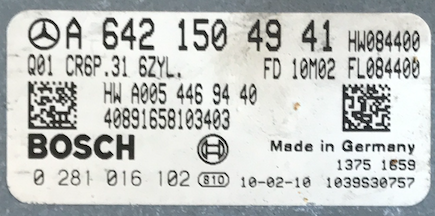 A 642 150 49 41 HW084400
Q01 CR6P.31 6ZYL. FD 10M02 FL084400
HW A005 446 94 40
40891658103403
BOSCH Made in Germany
1375 1659
0 281 016 102 S10 10-02-10 1039S30757